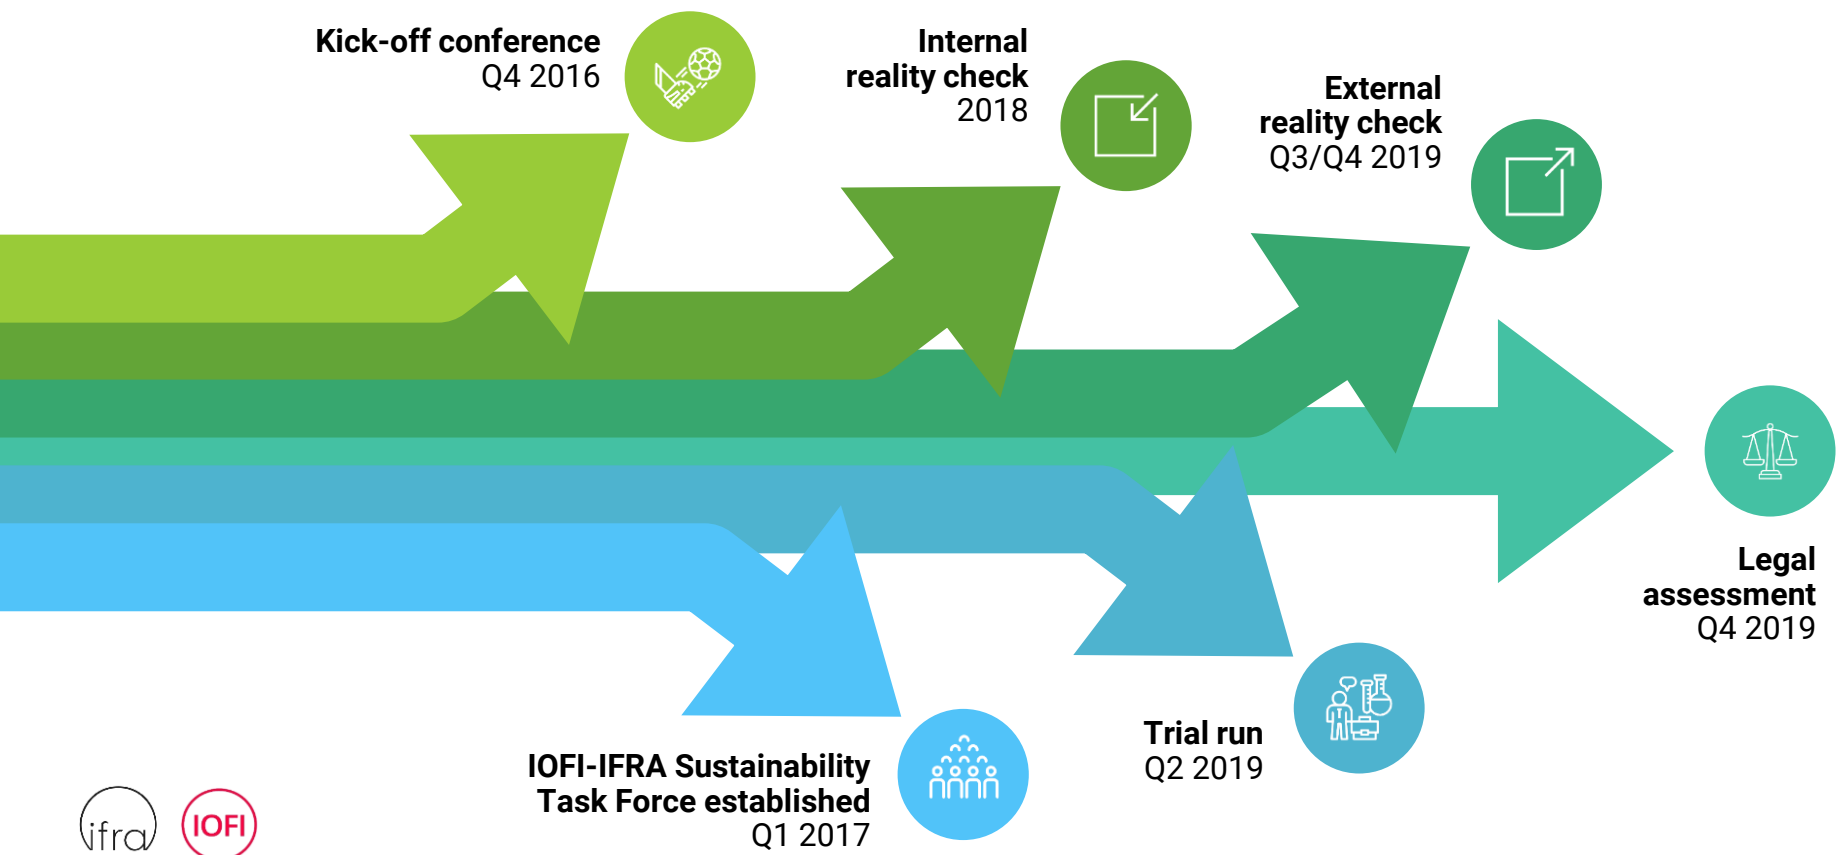 Kick-off conference
Q4 2016
Internal
reality check
2018
External
reality check
Q3/Q4 2019
Legal
assessment
Q4 2019
Trial run
Q2 2019
IOFI-IFRA Sustainability
Task Force established
Q1 2017
ifra
IOFI